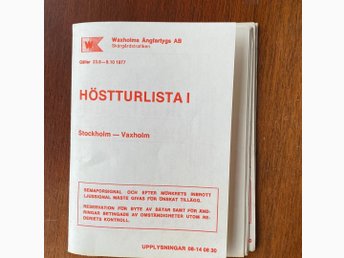 Waxholms Ångfartygs AB
Skärgårdstrafiken
W
Gäller 22.8—9.10 1977
HÖSTTURLISTA I
Stockholm — Vaxholm
SEMAFORSIGNAL OCH EFTER MÖRKRETS INBROTT
LJUSSIGNAL MÅSTE GIVAS FÖR ÖNSKAT TILLÄGG.
RESERVATION FÖR BYTE AV BÅTAR SAMT FÖR ÄND-
RINGAR BETINGADE AV OMSTÄNDIGHETER UTOM RE-
DERIETS KONTROLL.
UPPLYSNINGAR 08-14 08 30